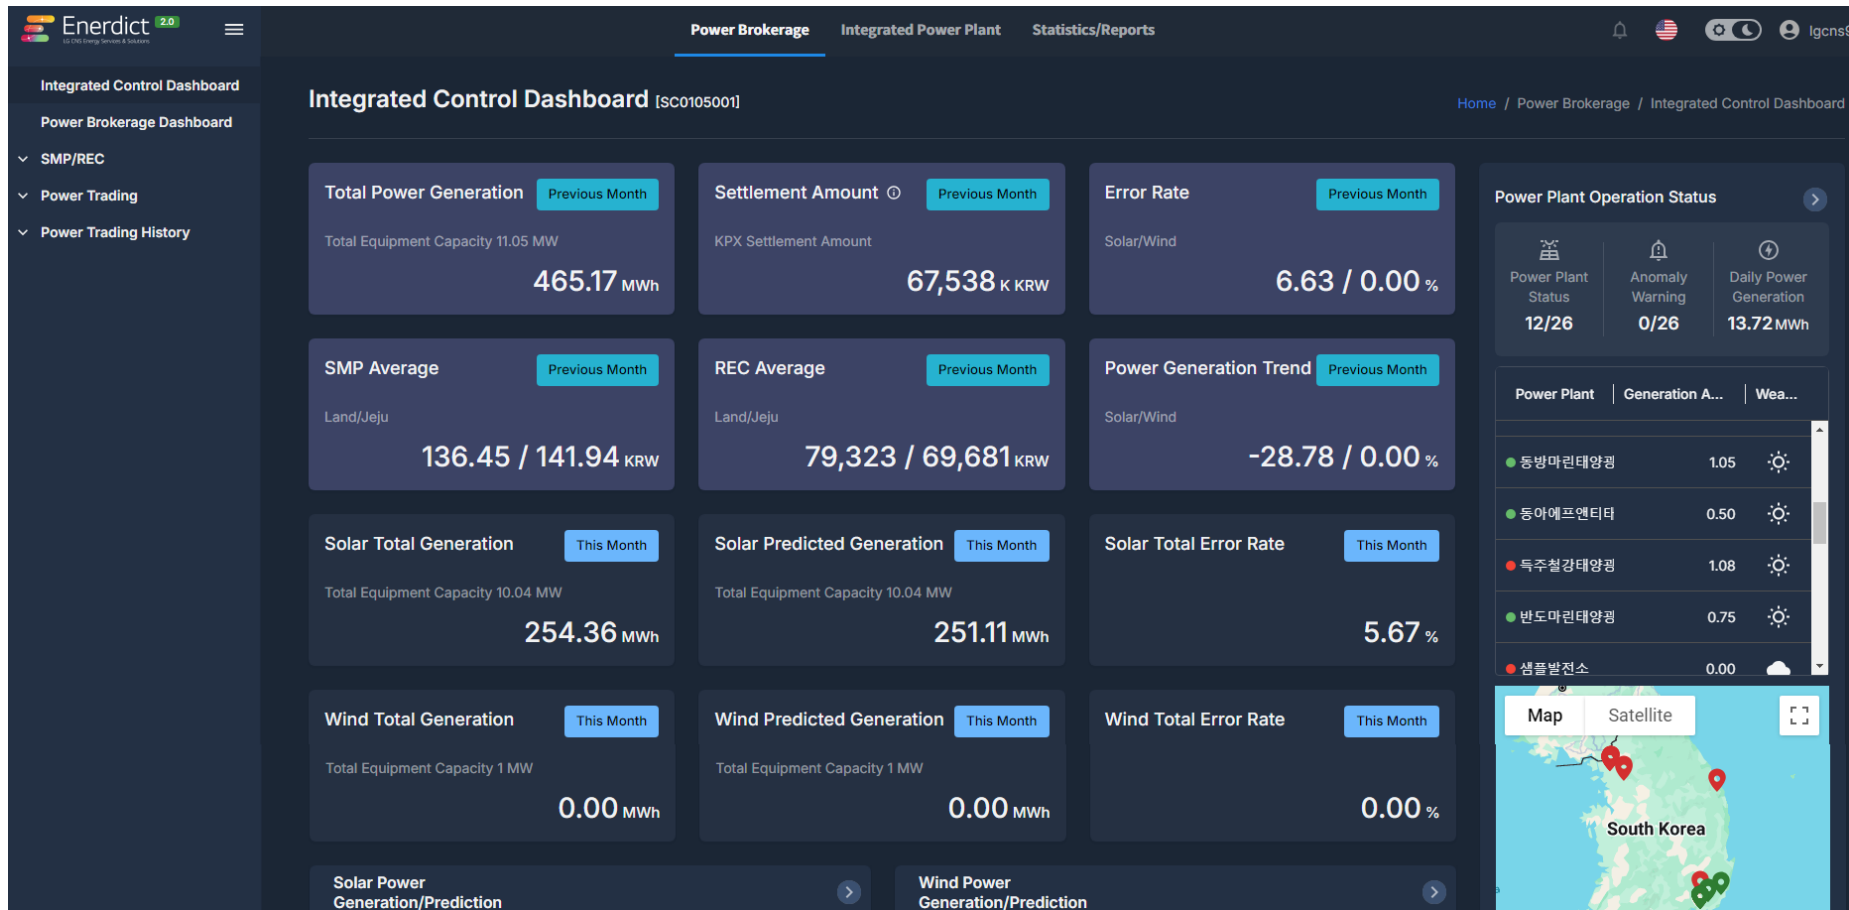 Enerdict 2.0
LG CNS Energy Services & Solutions
Power Brokerage
Integrated Power Plant
Statistics/Reports
lgcns9
Integrated Control Dashboard
Power Brokerage Dashboard
SMP/REC
Power Trading
Power Trading History
Integrated Control Dashboard [SC0105001]
Home / Power Brokerage / Integrated Control Dashboard
Total Power Generation
Previous Month
Total Equipment Capacity 11.05 MW
465.17 MWh
Settlement Amount
Previous Month
KPX Settlement Amount
67,538 K KRW
Error Rate
Previous Month
Solar/Wind
6.63 / 0.00 %
SMP Average
Previous Month
Land/Jeju
136.45 / 141.94 KRW
REC Average
Previous Month
Land/Jeju
79,323 / 69,681 KRW
Power Generation Trend
Previous Month
Solar/Wind
-28.78 / 0.00 %
Solar Total Generation
This Month
Total Equipment Capacity 10.04 MW
254.36 MWh
Solar Predicted Generation
This Month
Total Equipment Capacity 10.04 MW
251.11 MWh
Solar Total Error Rate
This Month
5.67 %
Wind Total Generation
This Month
Total Equipment Capacity 1 MW
0.00 MWh
Wind Predicted Generation
This Month
Total Equipment Capacity 1 MW
0.00 MWh
Wind Total Error Rate
This Month
0.00 %
Solar Power
Generation/Prediction
Wind Power
Generation/Prediction
Power Plant Operation Status
Power Plant
Status
12/26
Anomaly
Warning
0/26
Daily Power
Generation
13.72 MWh
Power Plant
Generation A...
Wea...
동방마린태양광 1.05
동아에프앤티태 0.50
득주철강태양광 1.08
반도마린태양광 0.75
샘플발전소 0.00
Map
Satellite
South Korea